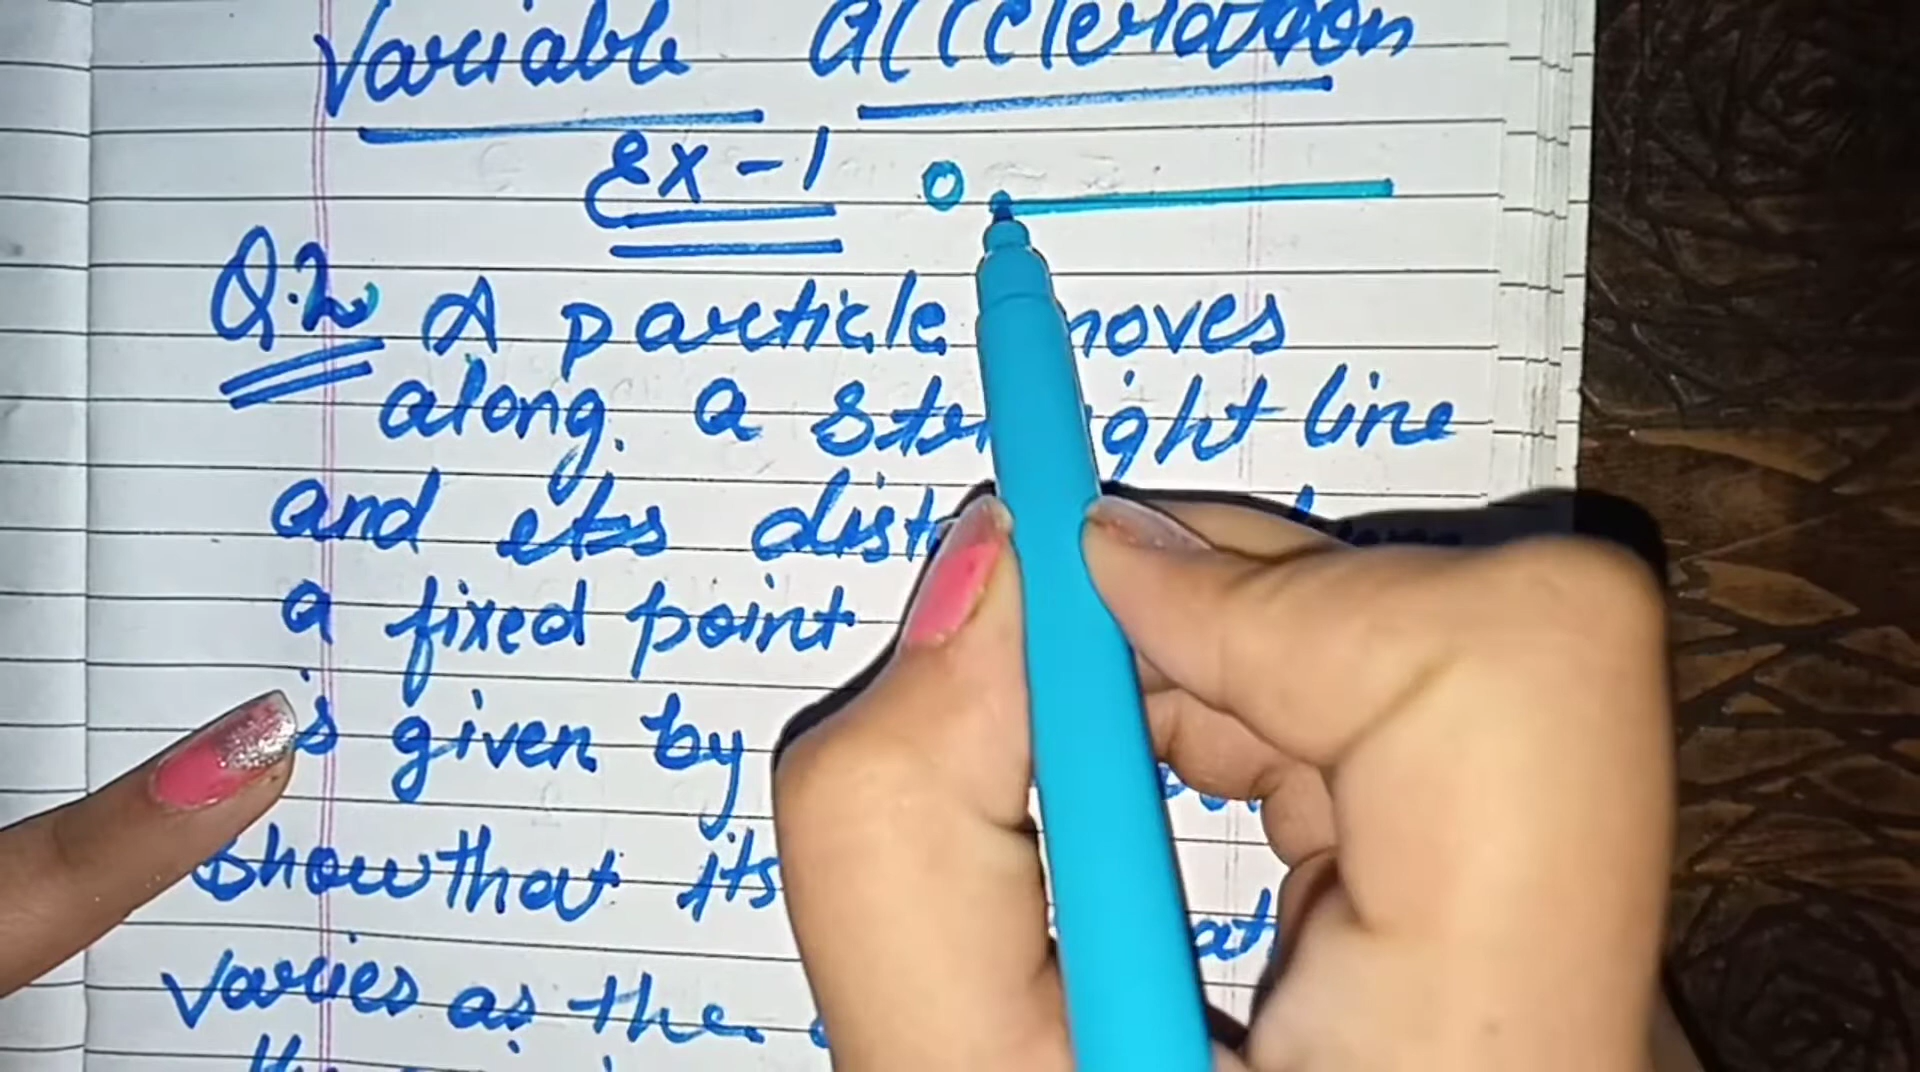 Variable Acceleration
Ex-1 O
Q.2 A particle moves
along. a straight line
and its
a fixed point
is given by
show that its
varies as the